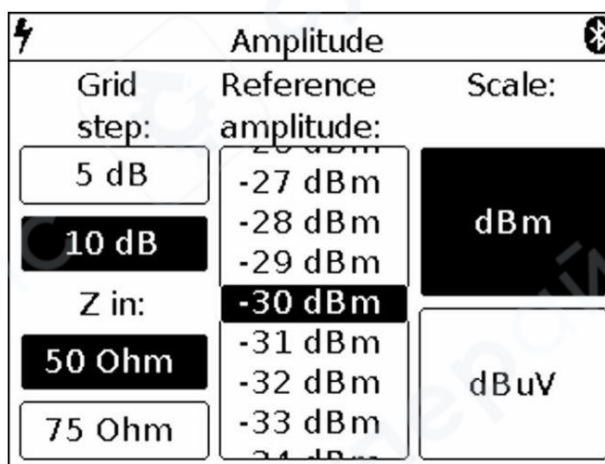 Amplitude
Grid
step:
5 dB
10 dB
Z in:
50 Ohm
75 Ohm
Reference
amplitude:
-27 dBm
-28 dBm
-29 dBm
-30 dBm
-31 dBm
-32 dBm
-33 dBm
Scale:
dBm
dBuV